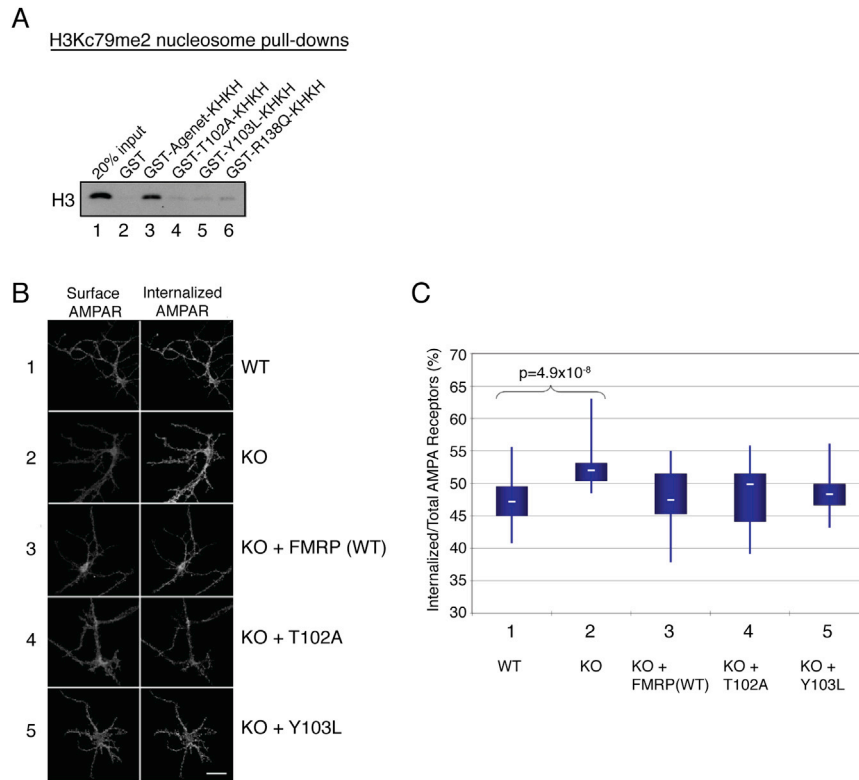 A
H3Kc79me2 nucleosome pull-downs
20% input
GST
GST-Agenet-KHKH
GST-T102A-KHKH
GST-Y103L-KHKH
GST-R138Q-KHKH
H3
1 2 3 4 5 6
B
Surface AMPAR
Internalized AMPAR
1 WT
2 KO
3 KO + FMRP (WT)
4 KO + T102A
5 KO + Y103L
C
Internalized/Total AMPA Receptors (%)
70
65
60
55
50
45
40
35
30
p=4.9x10-8
1 2 3 4 5
WT
KO
KO + FMRP(WT)
KO + T102A
KO + Y103L